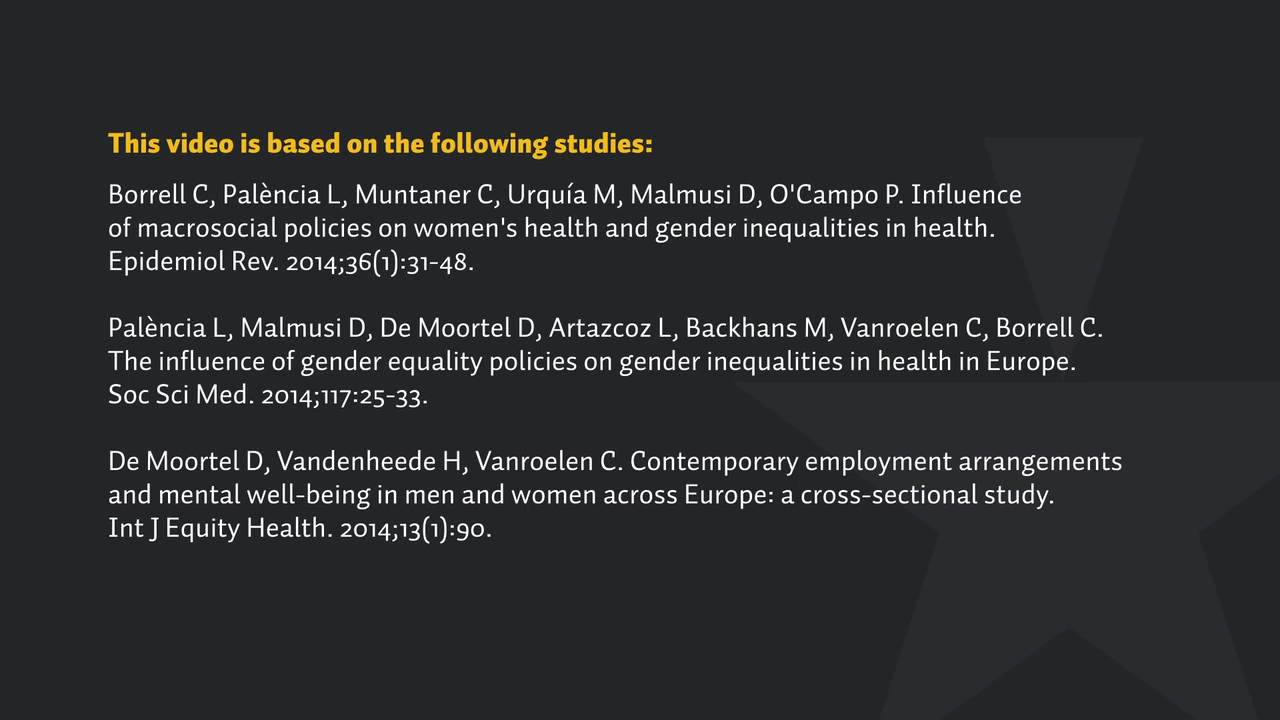 This video is based on the following studies:
Borrell C, Palència L, Muntaner C, Urquía M, Malmusi D, O'Campo P. Influence
of macrosocial policies on women's health and gender inequalities in health.
Epidemiol Rev. 2014;36(1):31-48.
Palència L, Malmusi D, De Moortel D, Artazcoz L, Backhans M, Vanroelen C, Borrell C.
The influence of gender equality policies on gender inequalities in health in Europe.
Soc Sci Med. 2014;117:25-33.
De Moortel D, Vandenheede H, Vanroelen C. Contemporary employment arrangements
and mental well-being in men and women across Europe: a cross-sectional study.
Int J Equity Health. 2014;13(1):90.